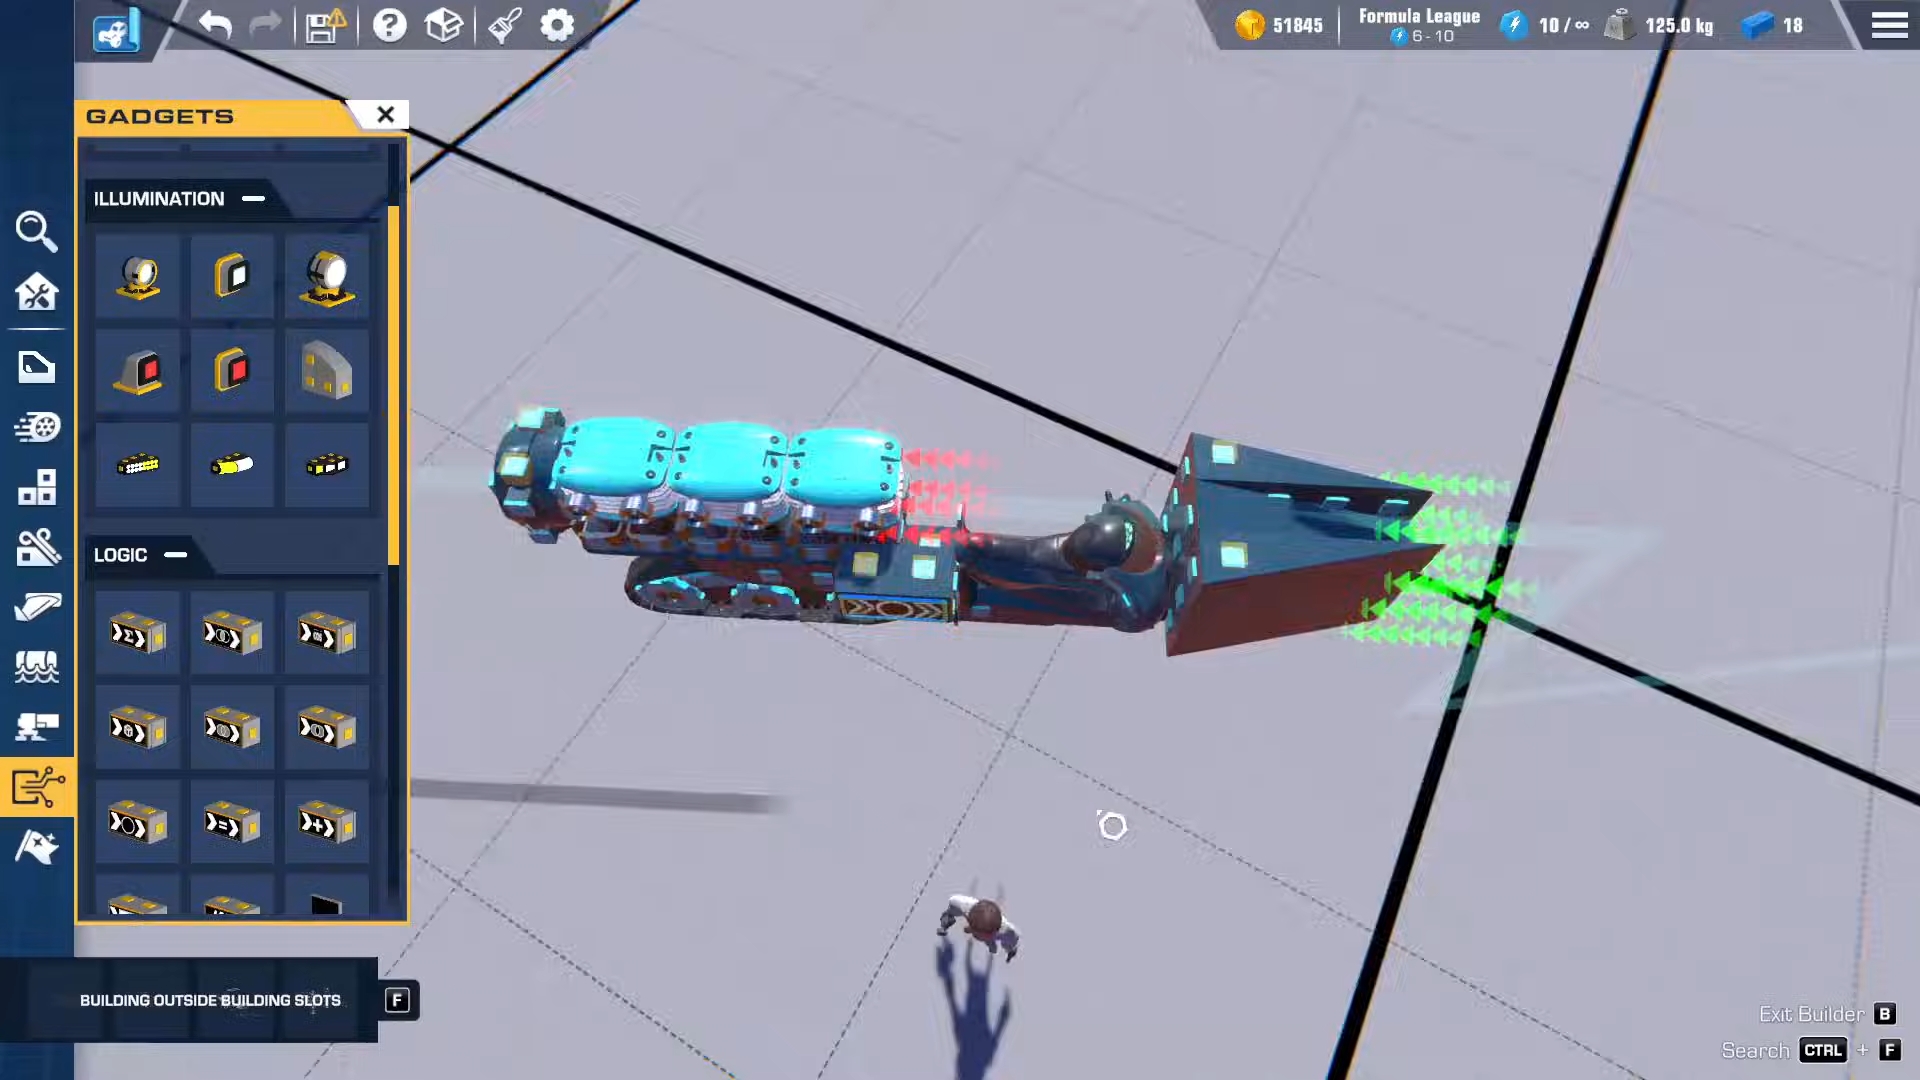 51845
Formula League
6 - 10
10 / ∞
125.0 kg
18
GADGETS
ILLUMINATION
LOGIC
BUILDING OUTSIDE BUILDING SLOTS
F
Exit Builder B
Search CTRL + F